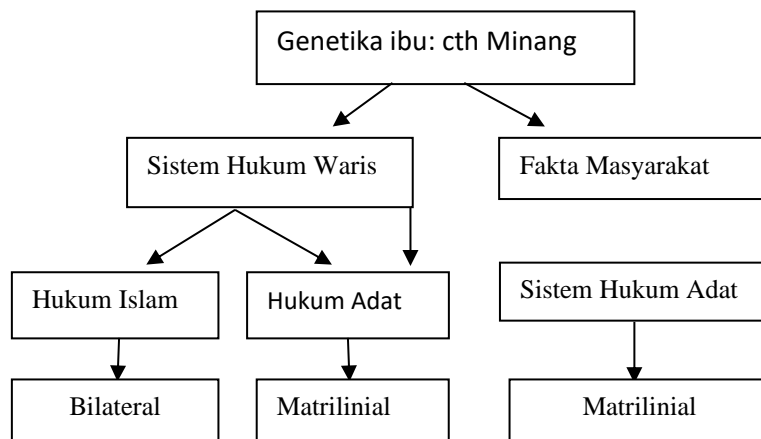 Genetika ibu: cth Minang
Sistem Hukum Waris
Fakta Masyarakat
Hukum Islam
Hukum Adat
Sistem Hukum Adat
Bilateral
Matrilinial
Matrilinial